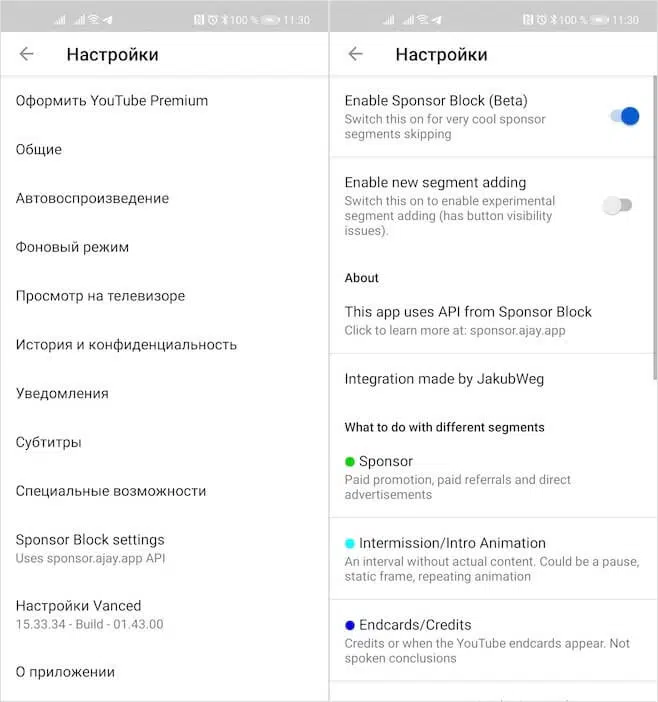 100 % 11:30
Настройки
Оформить YouTube Premium
Общие
Автовоспроизведение
Фоновый режим
Просмотр на телевизоре
История и конфиденциальность
Уведомления
Субтитры
Специальные возможности
Sponsor Block settings
Uses sponsor.ajay.app API
Настройки Vanced
15.33.34 - Build - 01.43.00
О приложении
100 % 11:30
Настройки
Enable Sponsor Block (Beta)
Switch this on for very cool sponsor
segments skipping
Enable new segment adding
Switch this on to enable experimental
segment adding (has button visibility
issues).
About
This app uses API from Sponsor Block
Click to learn more at: sponsor.ajay.app
Integration made by JakubWeg
What to do with different segments
Sponsor
Paid promotion, paid referrals and direct
advertisements
Intermission/Intro Animation
An interval without actual content. Could be a pause,
static frame, repeating animation
Endcards/Credits
Credits or when the YouTube endcards appear. Not
spoken conclusions